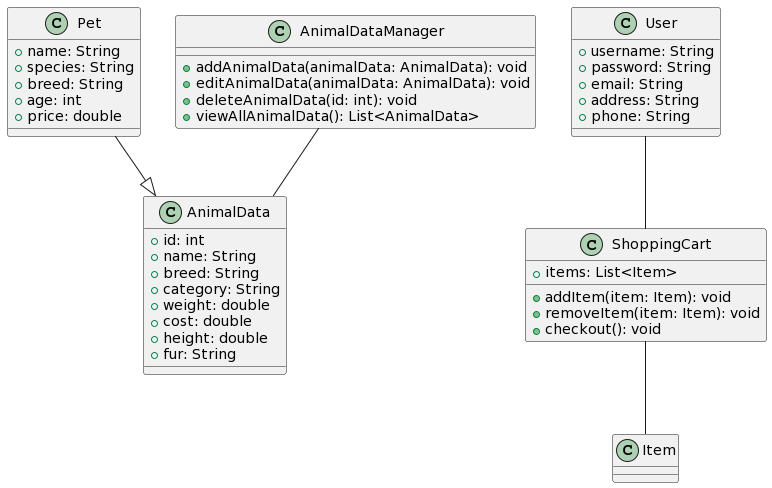 C Pet
name: String
species: String
breed: String
age: int
price: double
C AnimalDataManager
addAnimalData(animalData: AnimalData): void
editAnimalData(animalData: AnimalData): void
deleteAnimalData(id: int): void
viewAllAnimalData(): List<AnimalData>
C User
username: String
password: String
email: String
address: String
phone: String
C AnimalData
id: int
name: String
breed: String
category: String
weight: double
cost: double
height: double
fur: String
C ShoppingCart
items: List<Item>
addItem(item: Item): void
removeItem(item: Item): void
checkout(): void
C Item